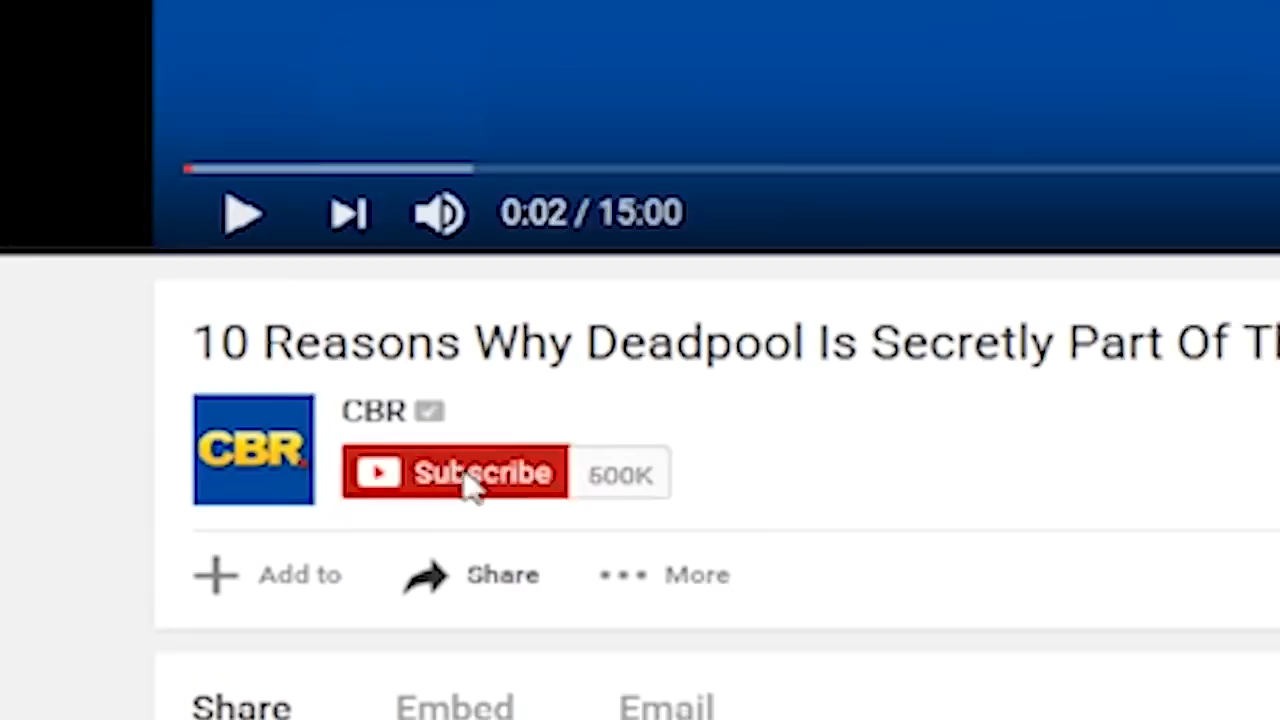 0:02 / 15:00
10 Reasons Why Deadpool Is Secretly Part Of Th
CBR
CBR.
Subscribe 500K
Add to Share More
Share Embed Email